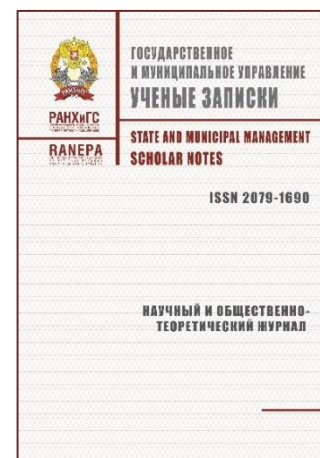 РАНХиГС
RANEPA
ГОСУДАРСТВЕННОЕ
И МУНИЦИПАЛЬНОЕ УПРАВЛЕНИЕ
УЧЕНЫЕ ЗАПИСКИ
STATE AND MUNICIPAL MANAGEMENT
SCHOLAR NOTES
ISSN 2079-1690
НАУЧНЫЙ И ОБЩЕСТВЕННО-
ТЕОРЕТИЧЕСКИЙ ЖУРНАЛ